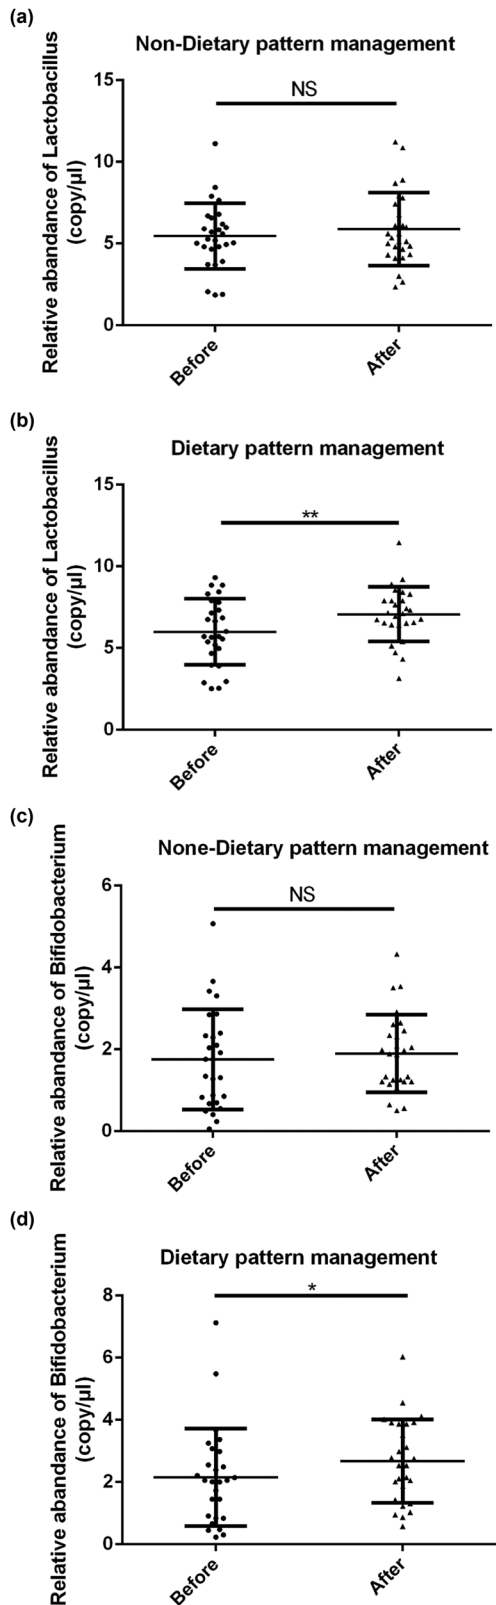 (a)
Non-Dietary pattern management
Relative abandance of Lactobacillus
(copy/µl)
15
10
5
0
NS
Before
After
(b)
Dietary pattern management
Relative abandance of Lactobacillus
(copy/µl)
15
10
5
0
**
Before
After
(c)
None-Dietary pattern management
Relative abandance of Bifidobacterium
(copy/µl)
6
4
2
0
NS
Before
After
(d)
Dietary pattern management
Relative abandance of Bifidobacterium
(copy/µl)
8
6
4
2
0
*
Before
After